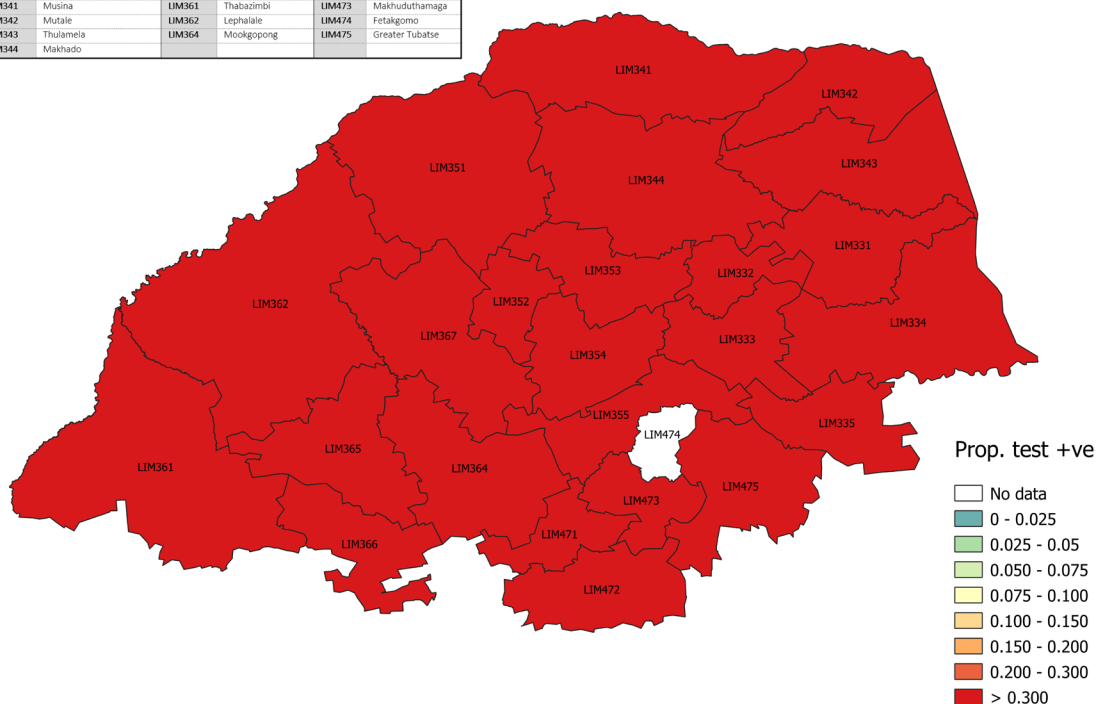 Musina LIM361 Thabazimbi LIM473 Makhuduthamaga
Mutale LIM362 Lephalale LIM474 Fetakgomo
Thulamela LIM364 Mookgopong LIM475 Greater Tubatse
Makhado
LIM341
LIM342
LIM343
LIM351
LIM344
LIM331
LIM353
LIM332
LIM362
LIM352
LIM334
LIM367
LIM333
LIM354
LIM355
LIM335
LIM474
LIM365
LIM361
LIM364
LIM475
LIM473
LIM471
LIM366
LIM472
Prop. test +ve
No data
0 - 0.025
0.025 - 0.05
0.050 - 0.075
0.075 - 0.100
0.100 - 0.150
0.150 - 0.200
0.200 - 0.300
> 0.300